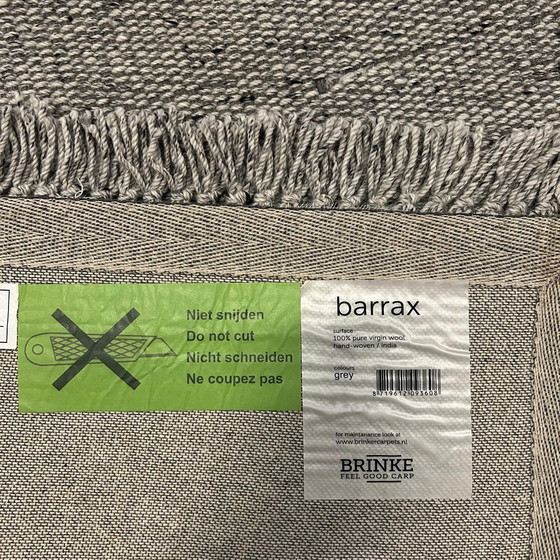 Niet snijden
Do not cut
Nicht schneiden
Ne coupez pas
barrax
surface
100% pure virgin wool
hand-woven / india
colours
grey
8719612093608
for maintanance look at
www.brinkercarpets.nl
BRINKE
FEEL GOOD CARP